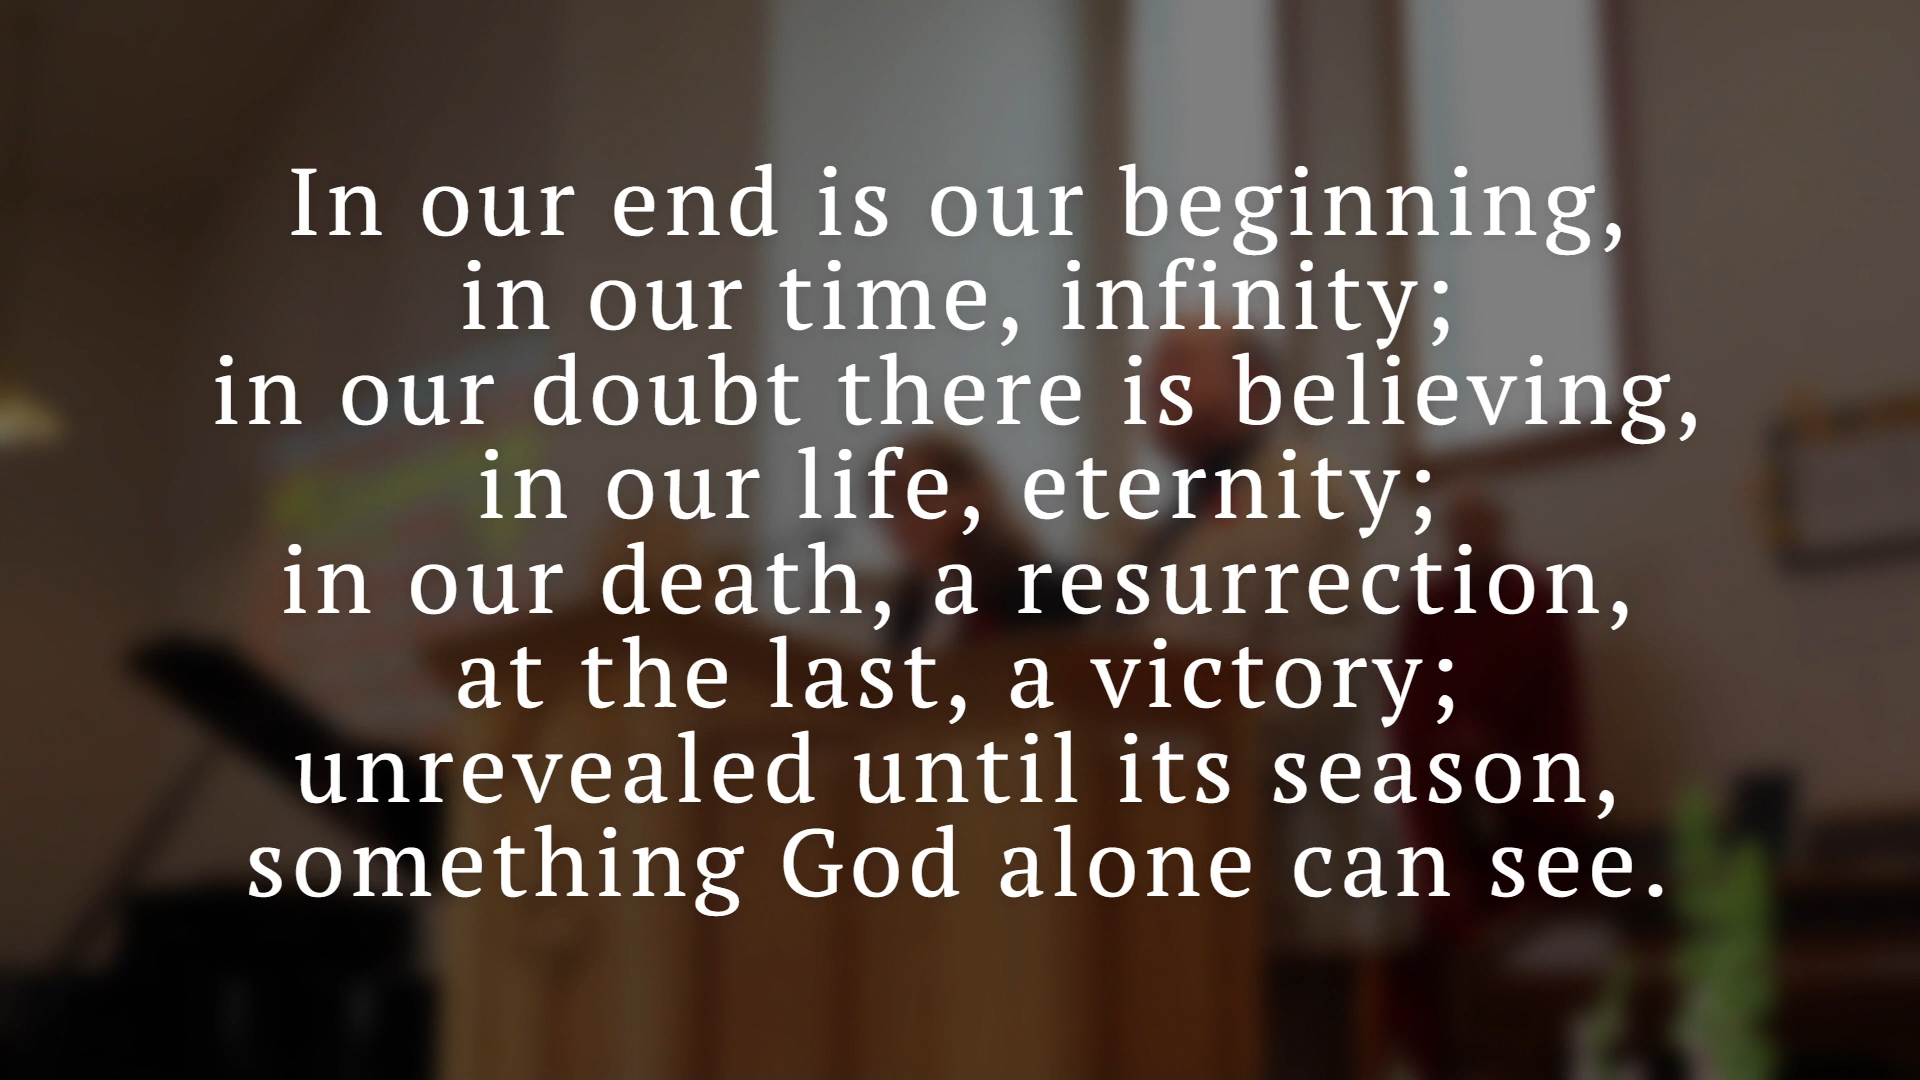 In our end is our beginning,
in our time, infinity;
in our doubt there is believing,
in our life, eternity;
in our death, a resurrection,
at the last, a victory;
unrevealed until its season,
something God alone can see.